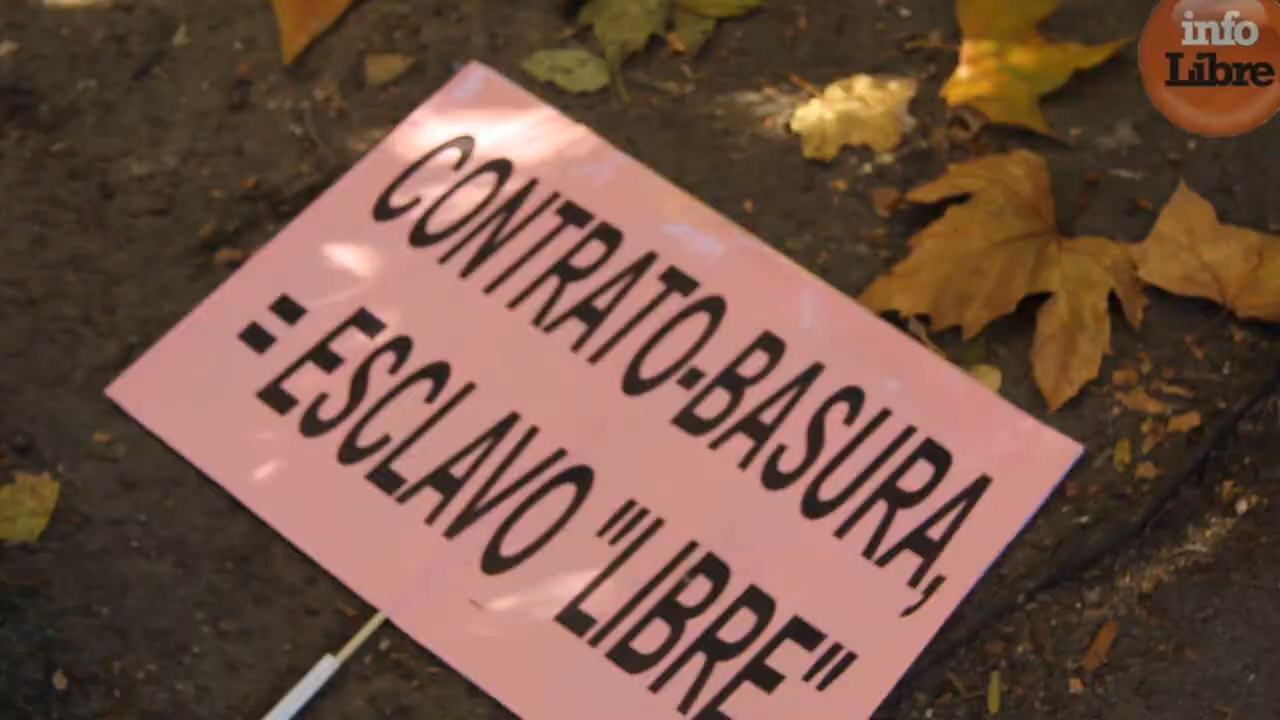 info
Libre
CONTRATO-BASURA,
= ESCLAVO "LIBRE"